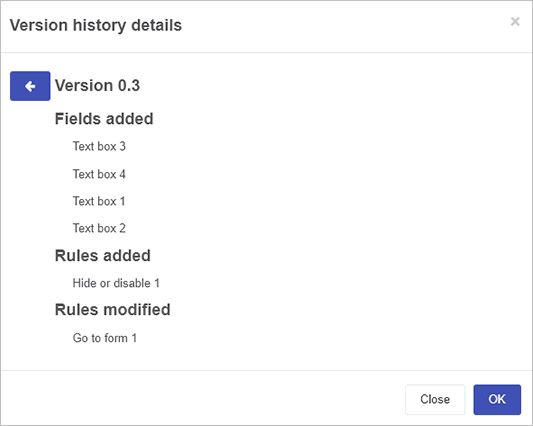 Version history details
×
Version 0.3
Fields added
Text box 3
Text box 4
Text box 1
Text box 2
Rules added
Hide or disable 1
Rules modified
Go to form 1
Close
OK